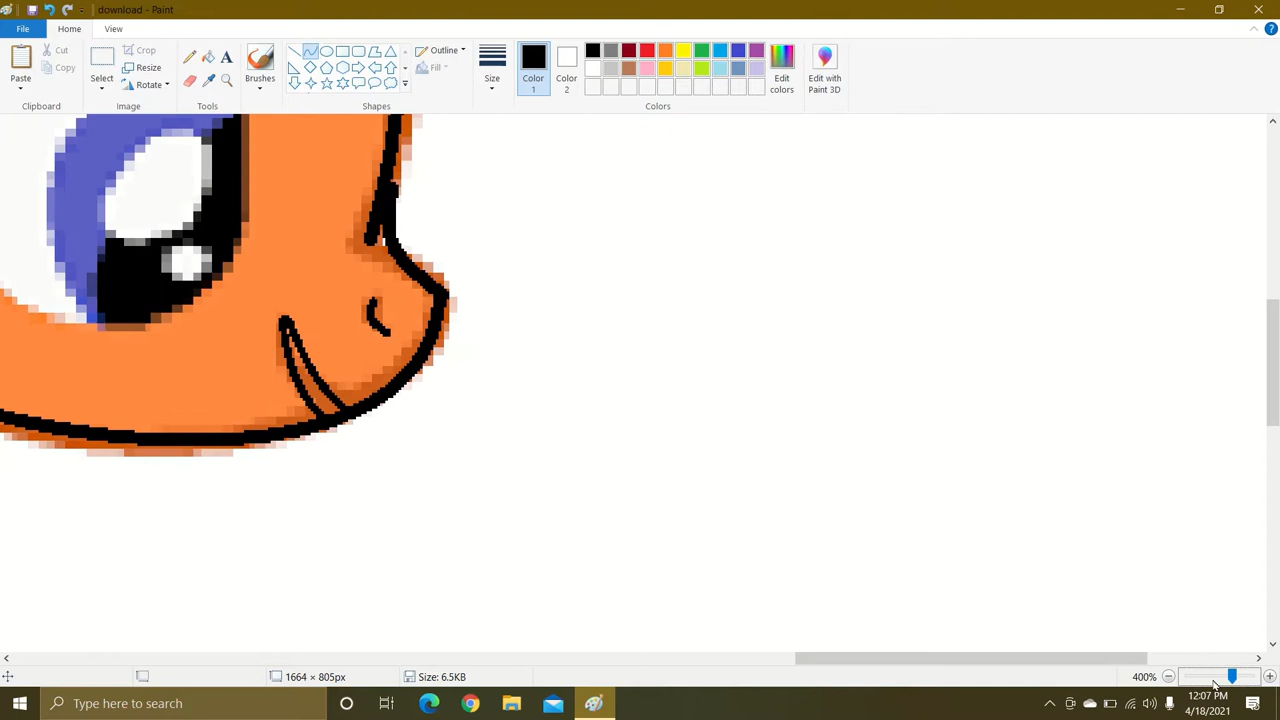 download - Paint
File Home View
Paste Cut Copy
Clipboard
Select Crop Resize Rotate
Image
A
Tools
Brushes
Outline Fill
Shapes
Size
Color 1
Color 2
Edit colors
Colors
Edit with Paint 3D
1664 × 805px
Size: 6.5KB
400%
Type here to search
12:07 PM
4/18/2021